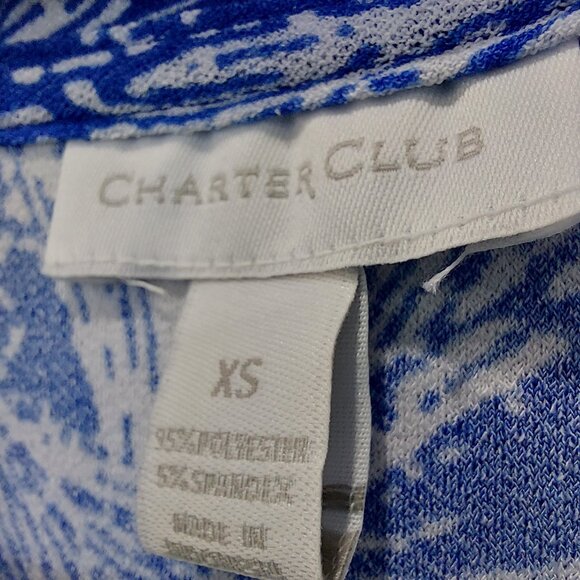 CHARTER CLUB
XS
95% POLYESTER
5% SPANDEX
MADE IN